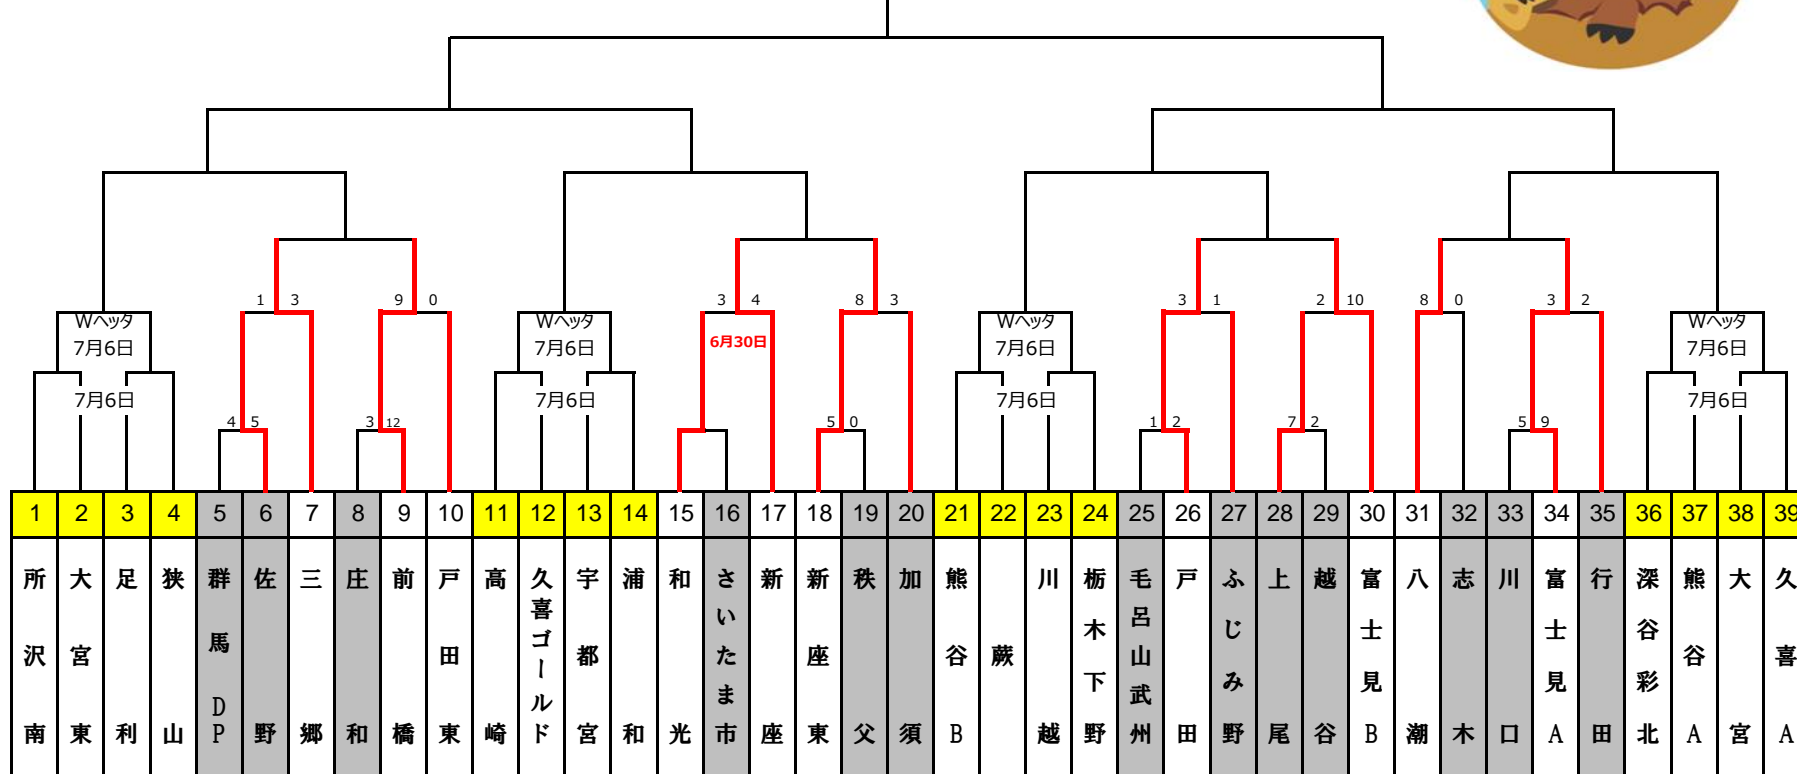 1 3 9 0 3 4 8 3 3 1 2 10 8 0 3 2
Wヘッタ Wヘッタ Wヘッタ Wヘッタ
7月6日 7月6日 6月30日 7月6日 7月6日
7月6日 7月6日 7月6日 7月6日
4 5 3 12 5 0 1 2 7 2 5 9
1 2 3 4 5 6 7 8 9 10 11 12 13 14 15 16 17 18 19 20 21 22 23 24 25 26 27 28 29 30 31 32 33 34 35 36 37 38 39
所沢南
大宮東
足利
狭山
群馬DP
佐野
三郷
庄和
前橋
戸田東
高崎
久喜ゴールド
宇都宮
浦和
和光
さいたま市
新座
新座東
秩父
加須
熊谷B
蕨
川越
栃木下野
毛呂山武州
戸田
ふじみ野
上尾
越谷
富士見B
八潮
志木
川口
富士見A
行田
深谷彩北
熊谷A
大宮
久喜A